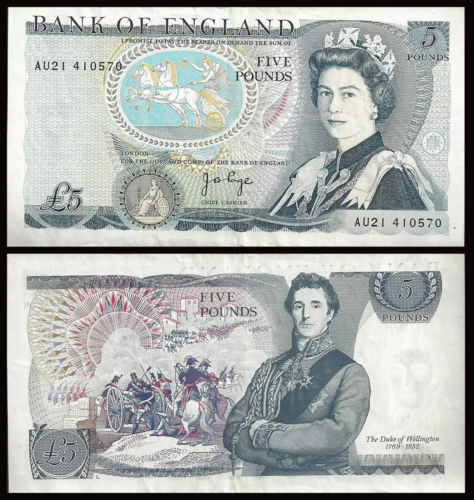 BANK OF ENGLAND
I PROMISE TO PAY THE BEARER ON DEMAND THE SUM OF
5
POUNDS
AU21 410570
FIVE
POUNDS
LONDON
FOR THE GOVR AND COMPA OF THE BANK OF ENGLAND
£5
CHIEF CASHIER
AU21 410570
FIVE
POUNDS
5
POUNDS
£5
L
The Duke of Wellington
1769-1852